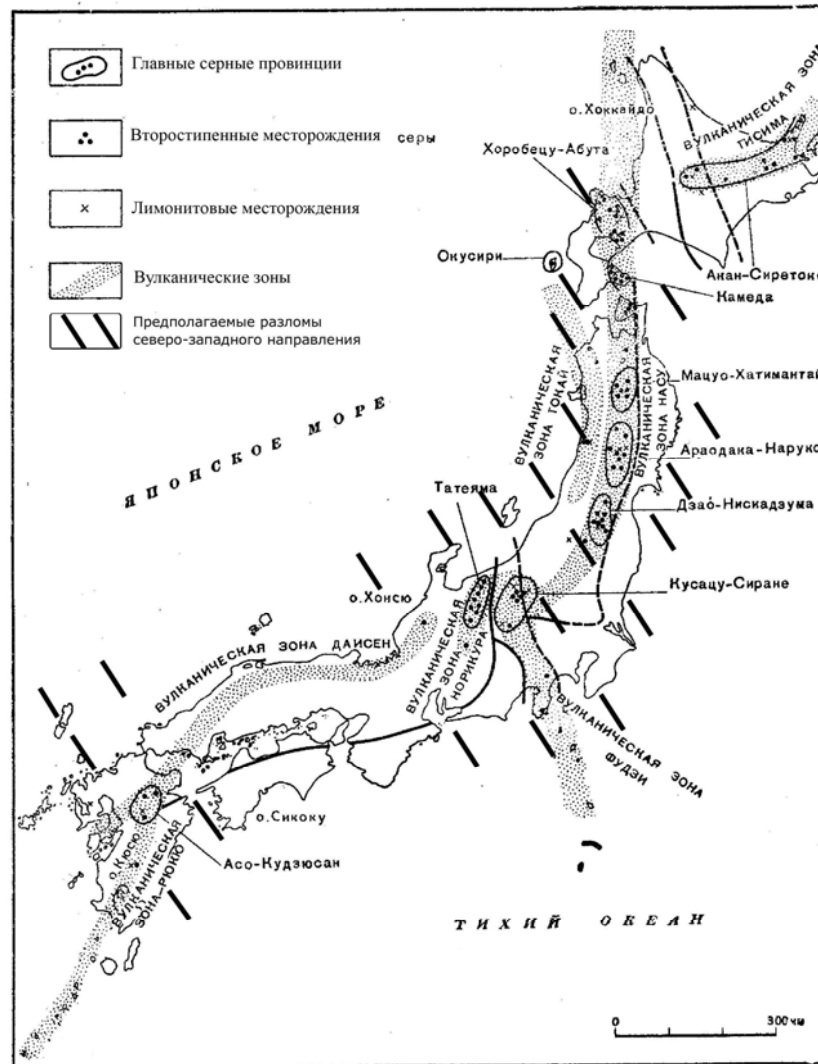 Главные серные провинции
Второстипенные месторождения серы
Лимонитовые месторождения
Вулканические зоны
Предполагаемые разломы
северо-западного направления
о.Хоккайдо
ВУЛКАНИЧЕСКАЯ ЗОНА
ТИСИМА
Хоробецу-Абута
Окусири
Акан-Сиретоко
Камеда
Мацуо-Хатимантай
ВУЛКАНИЧЕСКАЯ
ЗОНА ТОКАЙ
ВУЛКАНИЧЕСКАЯ
ЗОНА НАСУ
ЯПОНСКОЕ МОРЕ
Араодака-Наруко
Татеяма
Дзаó-Нискадзума
Кусацу-Сиране
о.Хонсю
ВУЛКАНИЧЕСКАЯ ЗОНА ДАИСЕН
ВУЛКАНИЧЕСКАЯ
ЗОНА
НОРИКУРА
ВУЛКАНИЧЕСКАЯ ЗОНА
ФУДЗИ
о.Сикоку
о Кюсю
Асо-Кудзюсан
ВУЛКАНИЧЕСКАЯ
ЗОНА РЮКЮ
ТИХИЙ ОКЕАН
0 300 км